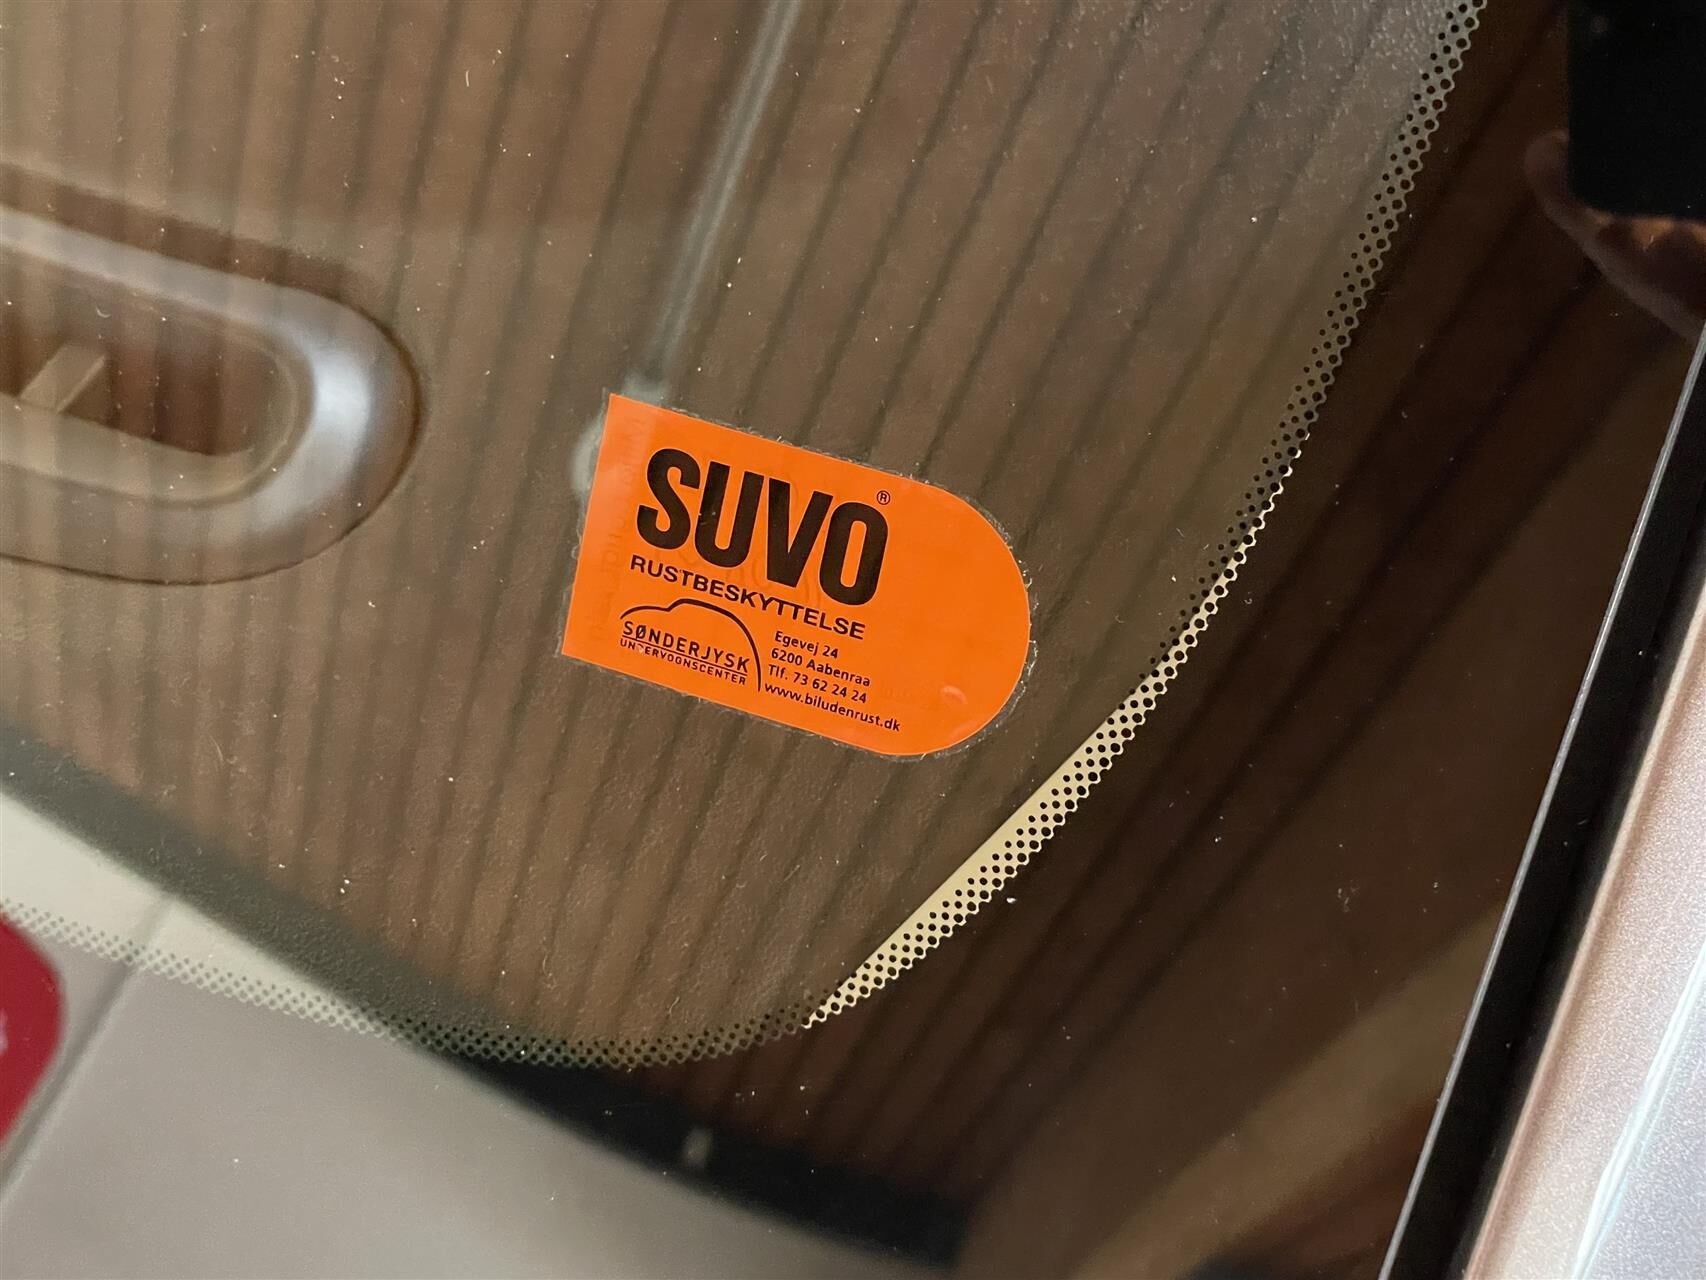 SUVO®
RUSTBESKYTTELSE
SØNDERJYSK
UNDERVOGNSCENTER
Egevej 24
6200 Aabenraa
Tlf. 73 62 24 24
www.biludenrust.dk